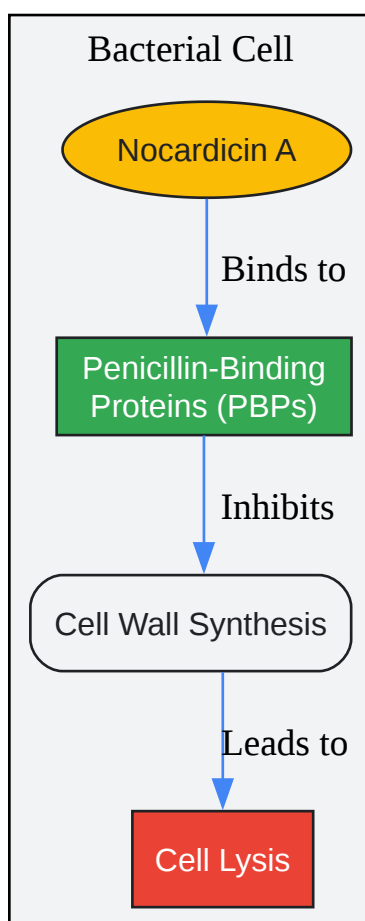 Bacterial Cell
Nocardicin A
Binds to
Penicillin-Binding
Proteins (PBPs)
Inhibits
Cell Wall Synthesis
Leads to
Cell Lysis